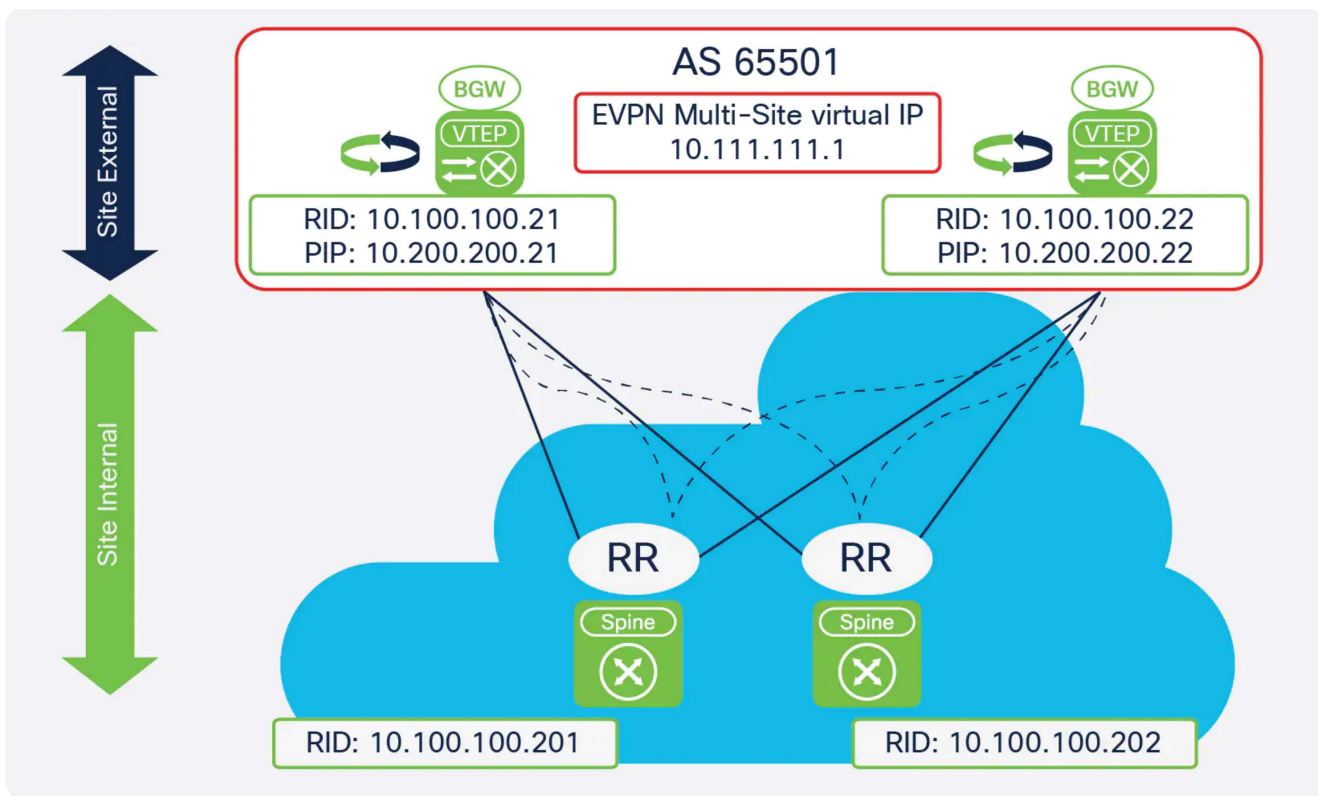 Site External
AS 65501
BGW
VTEP
EVPN Multi-Site virtual IP
10.111.111.1
BGW
VTEP
RID: 10.100.100.21
PIP: 10.200.200.21
RID: 10.100.100.22
PIP: 10.200.200.22
Site Internal
RR
RR
Spine
Spine
RID: 10.100.100.201
RID: 10.100.100.202